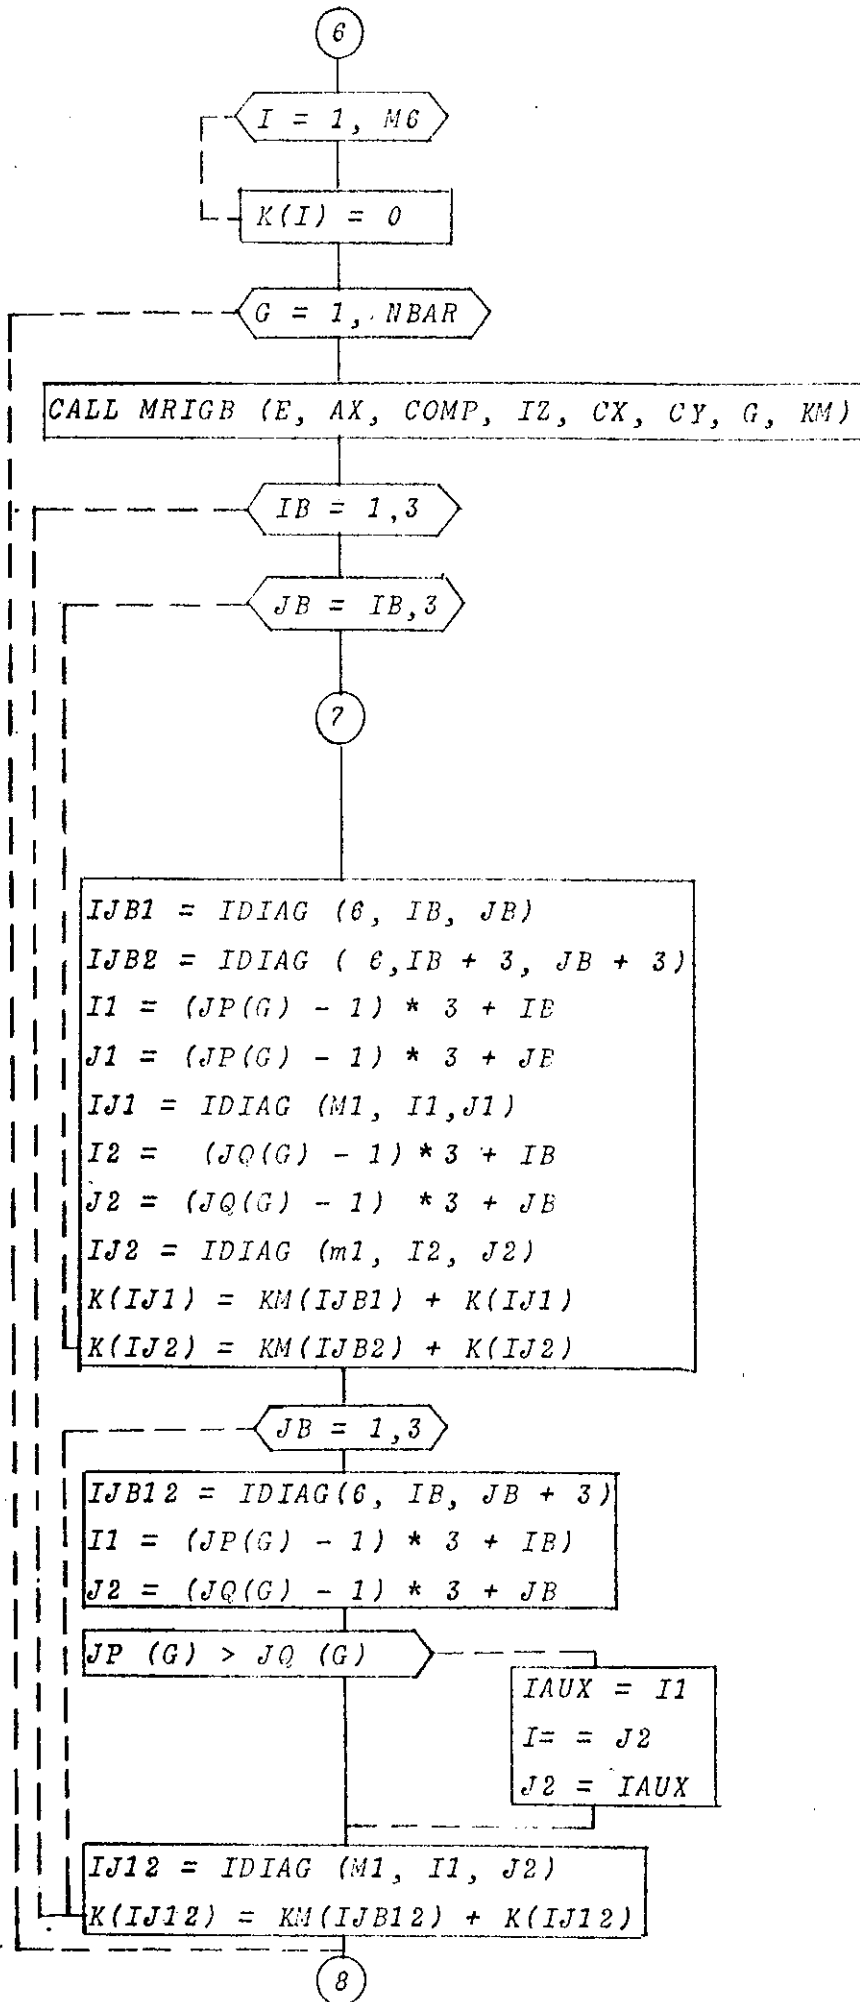 6
I = 1, M6
K(I) = 0
G = 1, NBAR
CALL MRIGB (E, AX, COMP, IZ, CX, CY, G, KM)
IB = 1,3
JB = IB,3
7
IJB1 = IDIAG (6, IB, JB)
IJB2 = IDIAG ( 6,IB + 3, JB + 3)
I1 = (JP(G) - 1) * 3 + IB
J1 = (JP(G) - 1) * 3 + JB
IJ1 = IDIAG (M1, I1,J1)
I2 = (JQ(G) - 1) * 3 + IB
J2 = (JQ(G) - 1) * 3 + JB
IJ2 = IDIAG (m1, I2, J2)
K(IJ1) = KM(IJB1) + K(IJ1)
K(IJ2) = KM(IJB2) + K(IJ2)
JB = 1,3
IJB12 = IDIAG(6, IB, JB + 3)
I1 = (JP(G) - 1) * 3 + IB)
J2 = (JQ(G) - 1) * 3 + JB
JP (G) > JQ (G)
IAUX = I1
I= = J2
J2 = IAUX
IJ12 = IDIAG (M1, I1, J2)
K(IJ12) = KM(IJB12) + K(IJ12)
8